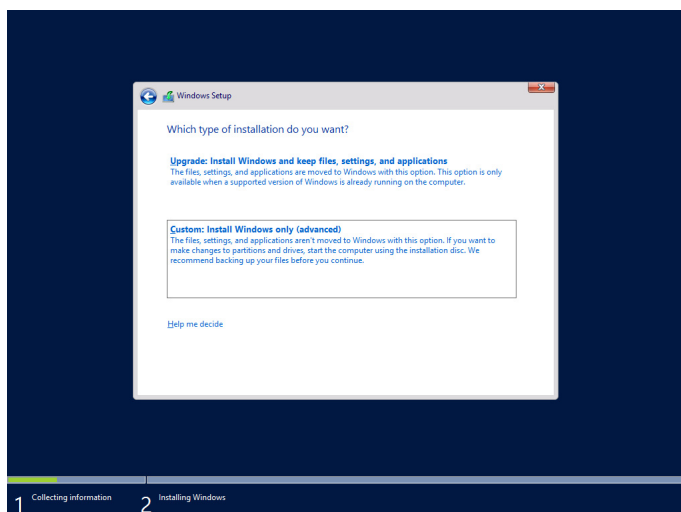 Windows Setup
Which type of installation do you want?
Upgrade: Install Windows and keep files, settings, and applications
The files, settings, and applications are moved to Windows with this option. This option is only
available when a supported version of Windows is already running on the computer.
Custom: Install Windows only (advanced)
The files, settings, and applications aren't moved to Windows with this option. If you want to
make changes to partitions and drives, start the computer using the installation disc. We
recommend backing up your files before you continue.
Help me decide
1 Collecting information
2 Installing Windows